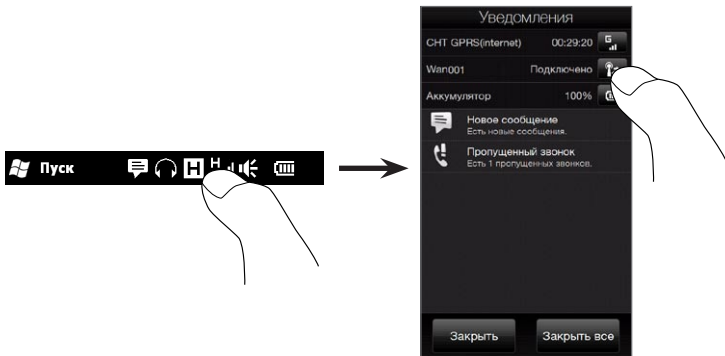 Пуск
H
H
Уведомления
CHT GPRS(internet) 00:29:20 G
Wan001 Подключено
Аккумулятор 100%
Новое сообщение
Есть новые сообщения.
Пропущенный звонок
Есть 1 пропущенных звонков.
Закрыть Закрыть все